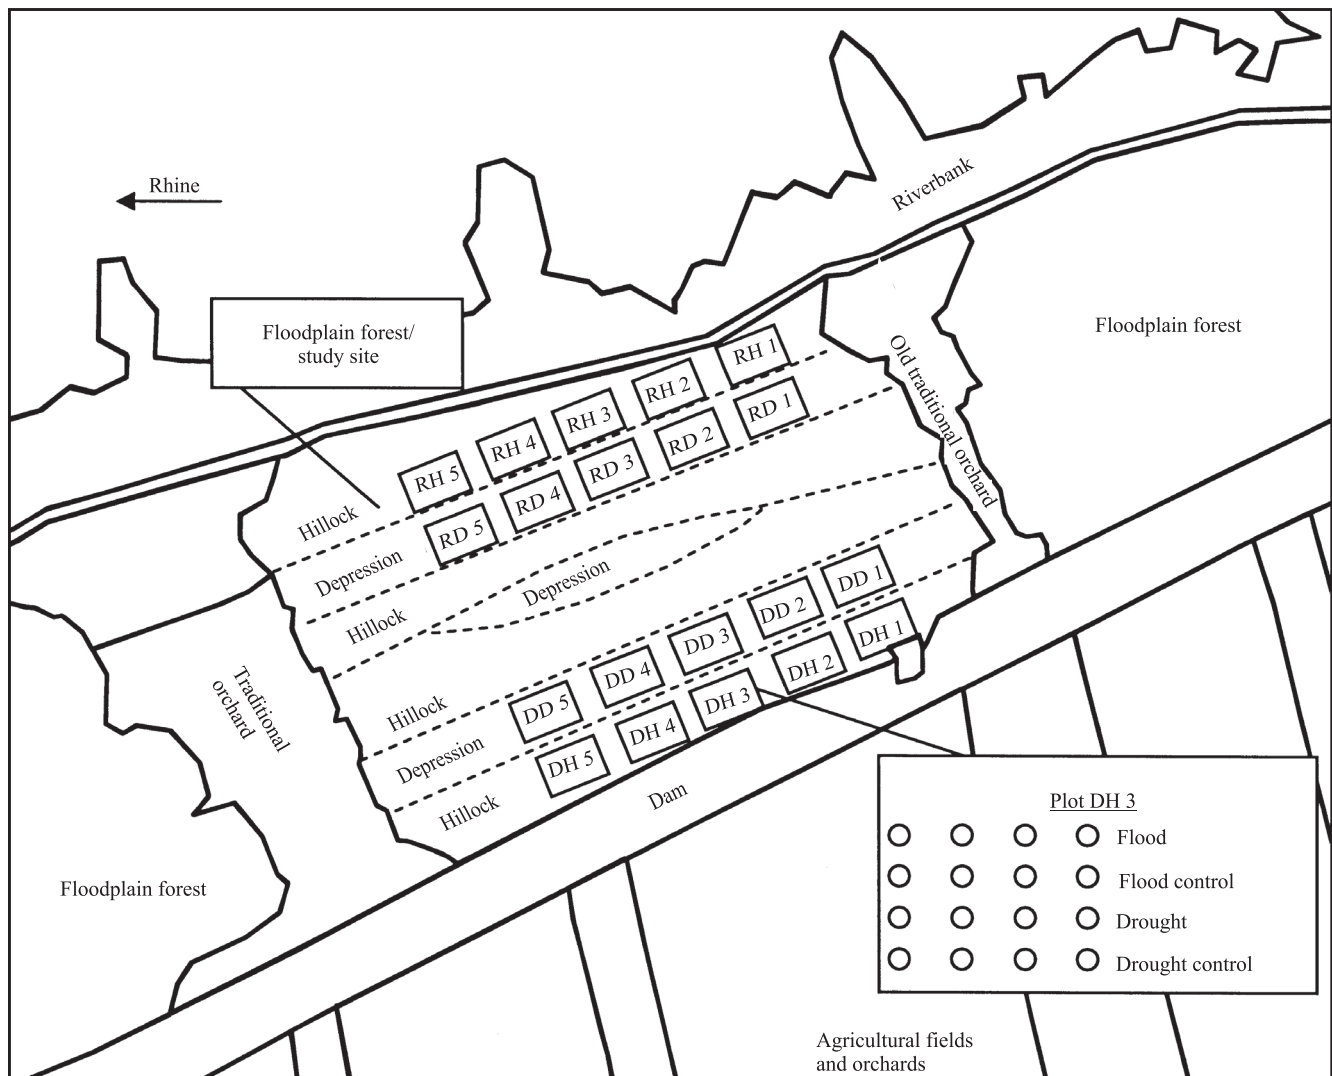 Rhine
Riverbank
Floodplain forest/
study site
Floodplain forest
Old traditional orchard
RH 1
RH 2
RH 3
RH 4
RH 5
RD 1
RD 2
RD 3
RD 4
RD 5
Hillock
Depression
Hillock
Depression
Hillock
Depression
Hillock
DD 1
DD 2
DD 3
DD 4
DD 5
DH 1
DH 2
DH 3
DH 4
DH 5
Traditional
orchard
Dam
Floodplain forest
Plot DH 3
Flood
Flood control
Drought
Drought control
Agricultural fields
and orchards